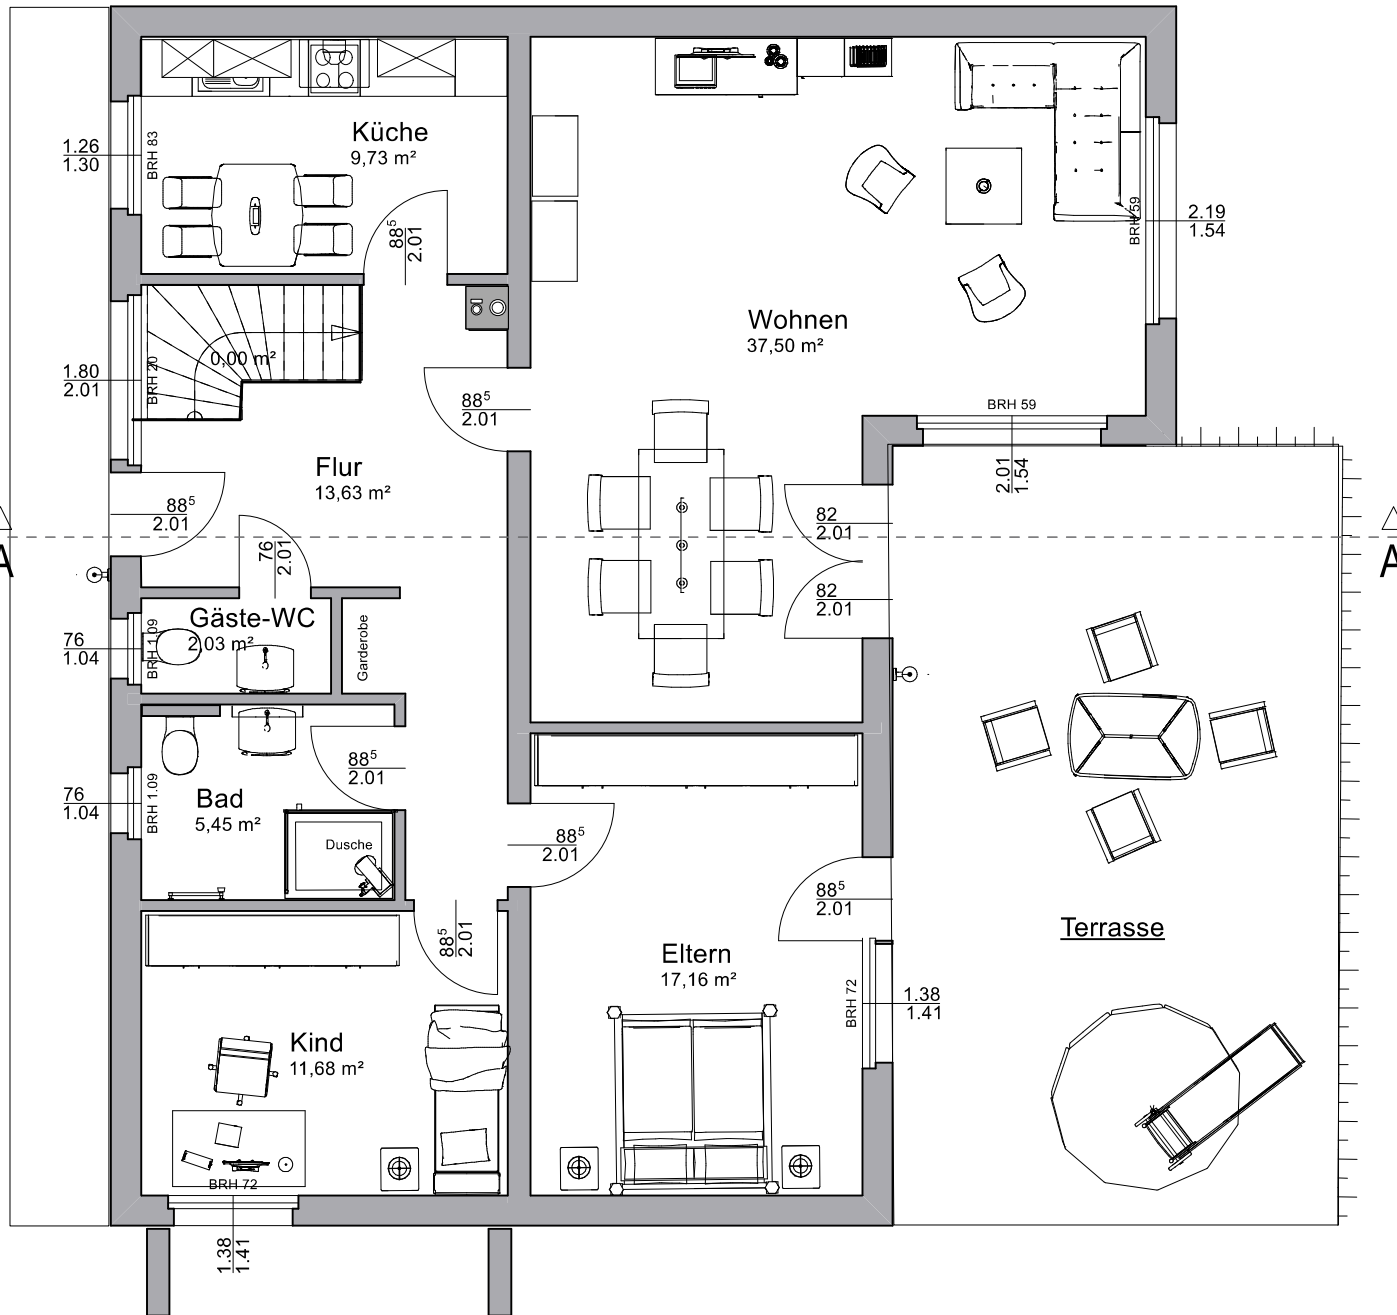 Küche
9,73 m²
1.26
1.30
BRH 83
88⁵
2.01
2.19
1.54
BRH 59
Wohnen
37,50 m²
0,00 m²
1.80
2.01
BRH 20
88⁵
2.01
BRH 59
2.01
1.54
Flur
13,63 m²
88⁵
2.01
82
2.01
A
A
76
2.01
82
2.01
Gäste-WC
2,03 m²
76
1.04
BRH 1.09
Garderobe
88⁵
2.01
Bad
5,45 m²
76
1.04
BRH 1.09
Dusche
88⁵
2.01
88⁵
2.01
88⁵
2.01
Terrasse
Eltern
17,16 m²
BRH 72
1.38
1.41
Kind
11,68 m²
BRH 72
1.38
1.41